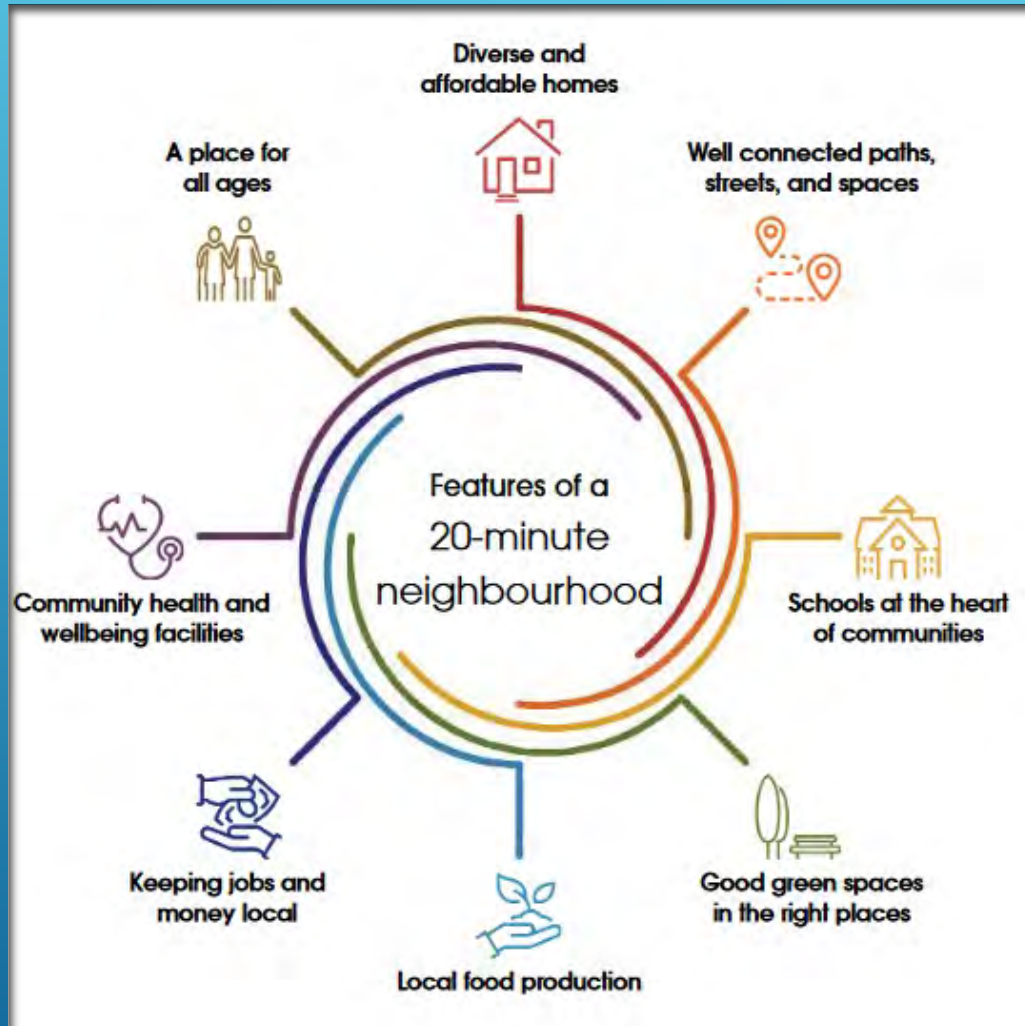 Diverse and
affordable homes
A place for
all ages
Well connected paths,
streets, and spaces
Features of a
20-minute
neighbourhood
Community health and
wellbeing facilities
Schools at the heart
of communities
Keeping jobs and
money local
Good green spaces
in the right places
Local food production